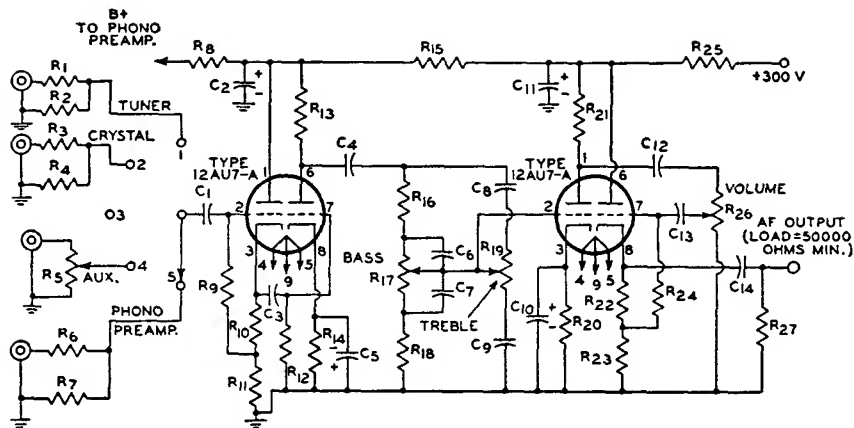 B+
TO PHONO
PREAMP.
R8
R15
R25
+300 V
C2
+
-
C11
+
-
R1
R2
TUNER
1
R3
CRYSTAL
2
R4
3
R5
AUX.
4
5
PHONO
PREAMP.
R6
R7
R13
TYPE
12AU7-A
1
6
C1
2
7
3
8
4
9
5
R9
C3
R10
R11
R12
R14
-
+
C5
C4
R16
C8
BASS
R17
C6
C7
R19
TREBLE
R18
C9
R21
TYPE
12AU7-A
1
6
2
7
3
8
4
9
5
C10
+
-
R20
R22
R23
R24
C12
VOLUME
R26
C13
AF OUTPUT
(LOAD=50000
OHMS MIN.)
C14
R27